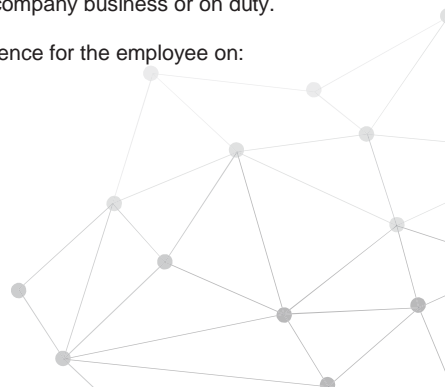 company business or on duty.
ence for the employee on: